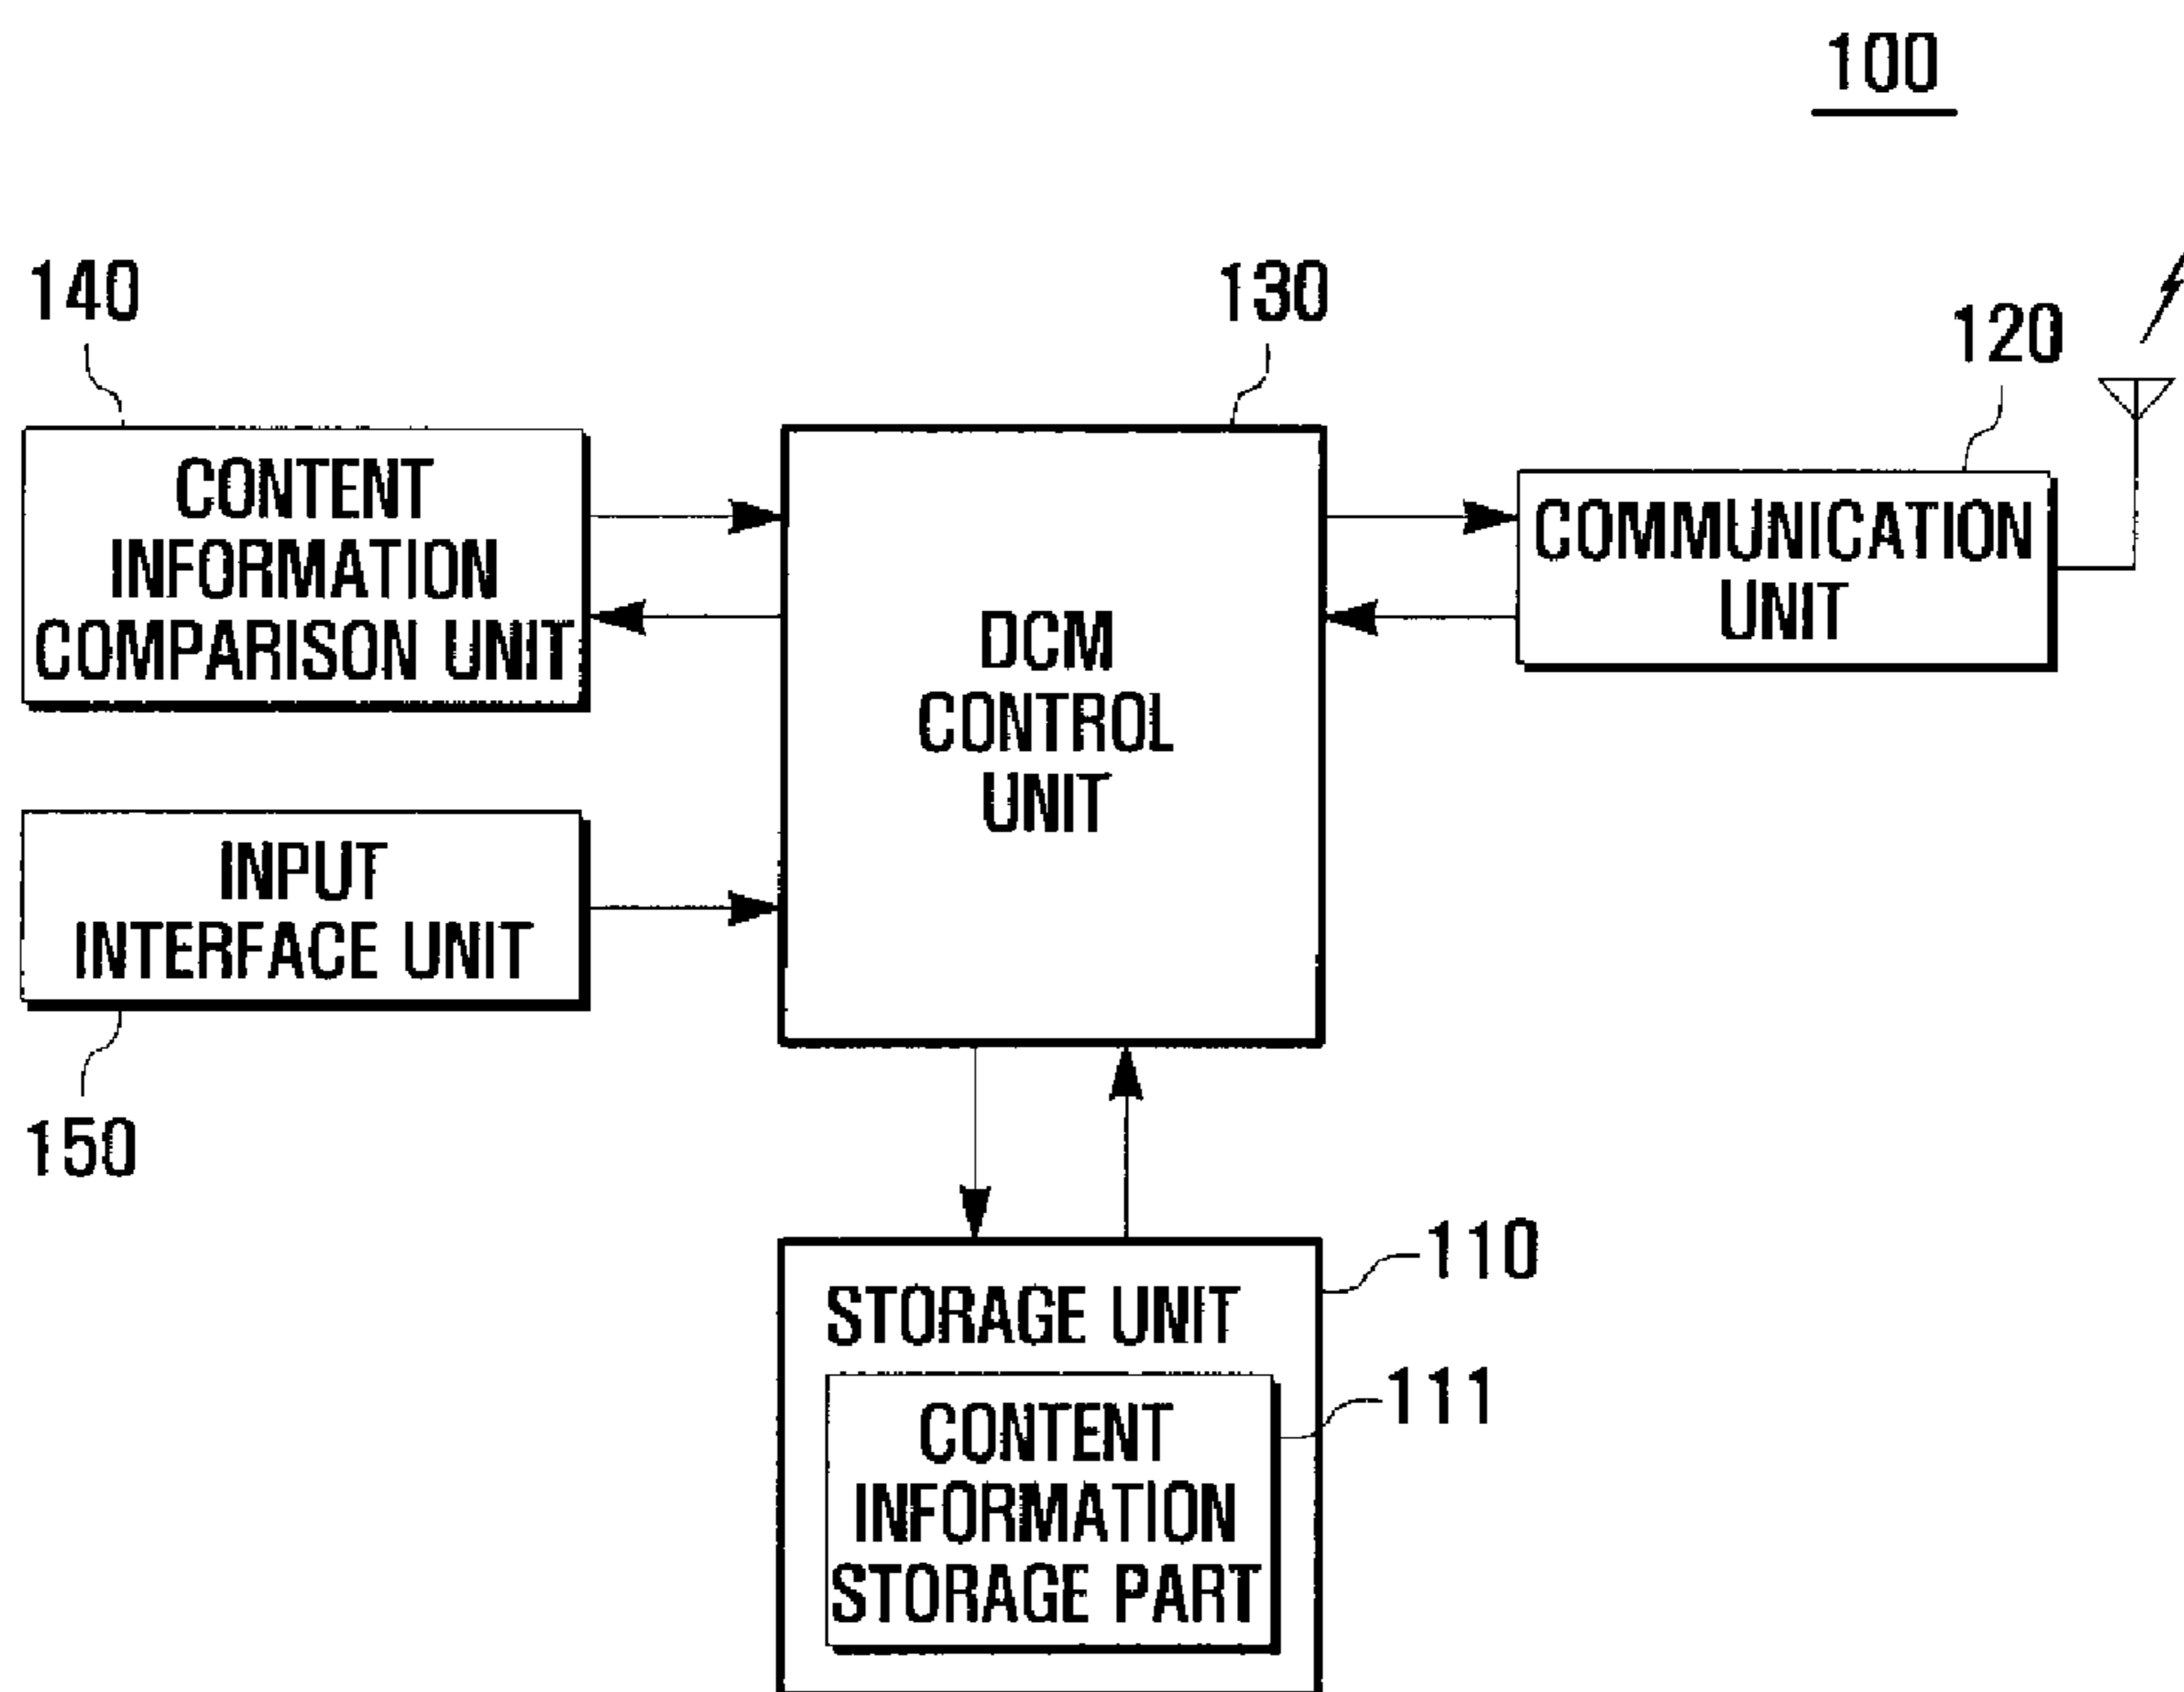 100
140
130
120
CONTENT
INFORMATION
COMPARISON UNIT
DCM
CONTROL
UNIT
COMMUNICATION
UNIT
INPUT
INTERFACE UNIT
150
110
STORAGE UNIT
111
CONTENT
INFORMATION
STORAGE PART